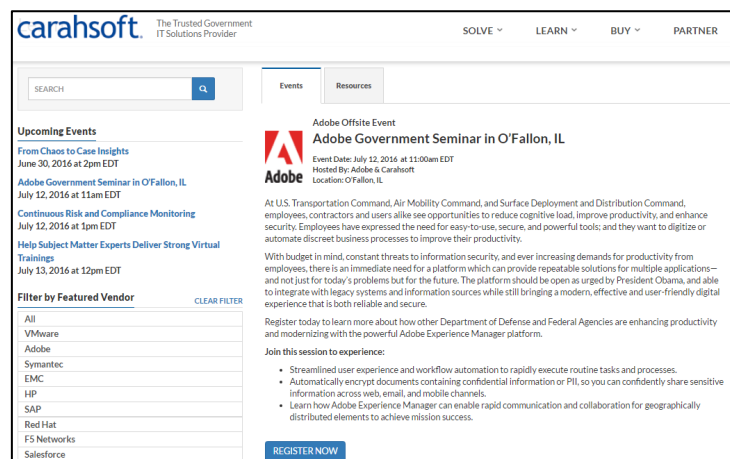 carahsoft.
The Trusted Government
IT Solutions Provider
SOLVE
LEARN
BUY
PARTNER
SEARCH
Upcoming Events
From Chaos to Case Insights
June 30, 2016 at 2pm EDT
Adobe Government Seminar in O'Fallon, IL
July 12, 2016 at 11am EDT
Continuous Risk and Compliance Monitoring
July 12, 2016 at 1pm EDT
Help Subject Matter Experts Deliver Strong Virtual
Trainings
July 13, 2016 at 12pm EDT
Filter by Featured Vendor
CLEAR FILTER
All
VMware
Adobe
Symantec
EMC
HP
SAP
Red Hat
F5 Networks
Salesforce
Events
Resources
Adobe Offsite Event
Adobe Government Seminar in O'Fallon, IL
Adobe
Event Date: July 12, 2016 at 11:00am EDT
Hosted By: Adobe & Carahsoft
Location: O'Fallon, IL
At U.S. Transportation Command, Air Mobility Command, and Surface Deployment and Distribution Command,
employees, contractors and users alike see opportunities to reduce cognitive load, improve productivity, and enhance
security. Employees have expressed the need for easy-to-use, secure, and powerful tools; and they want to digitize or
automate discreet business processes to improve their productivity.
With budget in mind, constant threats to information security, and ever increasing demands for productivity from
employees, there is an immediate need for a platform which can provide repeatable solutions for multiple applications—
and not just for today's problems but for the future. The platform should be open as urged by President Obama, and able
to integrate with legacy systems and information sources while still bringing a modern, effective and user-friendly digital
experience that is both reliable and secure.
Register today to learn more about how other Department of Defense and Federal Agencies are enhancing productivity
and modernizing with the powerful Adobe Experience Manager platform.
Join this session to experience:
• Streamlined user experience and workflow automation to rapidly execute routine tasks and processes.
• Automatically encrypt documents containing confidential information or PII, so you can confidently share sensitive
information across web, email, and mobile channels.
• Learn how Adobe Experience Manager can enable rapid communication and collaboration for geographically
distributed elements to achieve mission success.
REGISTER NOW